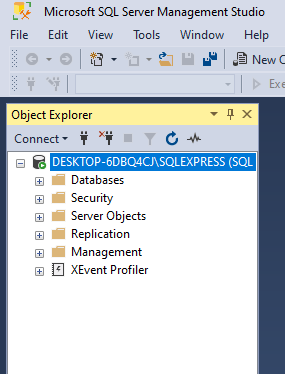 Microsoft SQL Server Management Studio
File Edit View Tools Window Help
New
Exe
Object Explorer
Connect
DESKTOP-6DBQ4CJ\SQLEXPRESS (SQL
Databases
Security
Server Objects
Replication
Management
XEvent Profiler